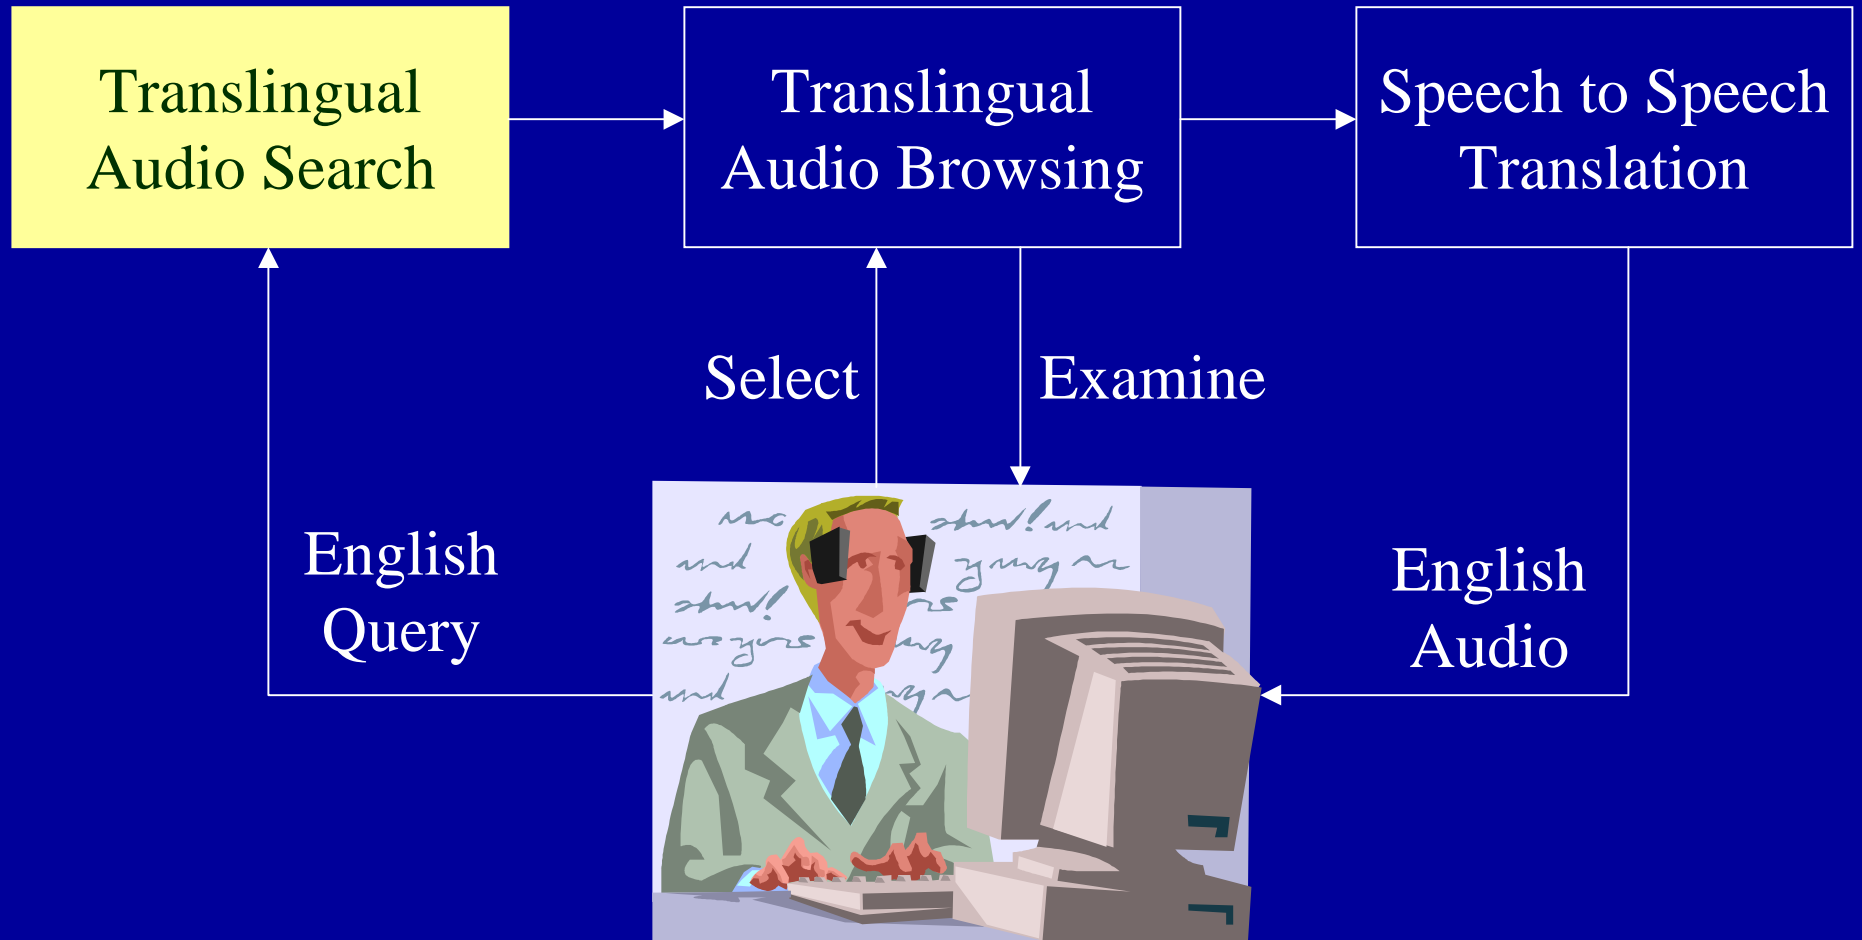 Translingual
Audio Search
Translingual
Audio Browsing
Speech to Speech
Translation
Select
Examine
English
Query
English
Audio